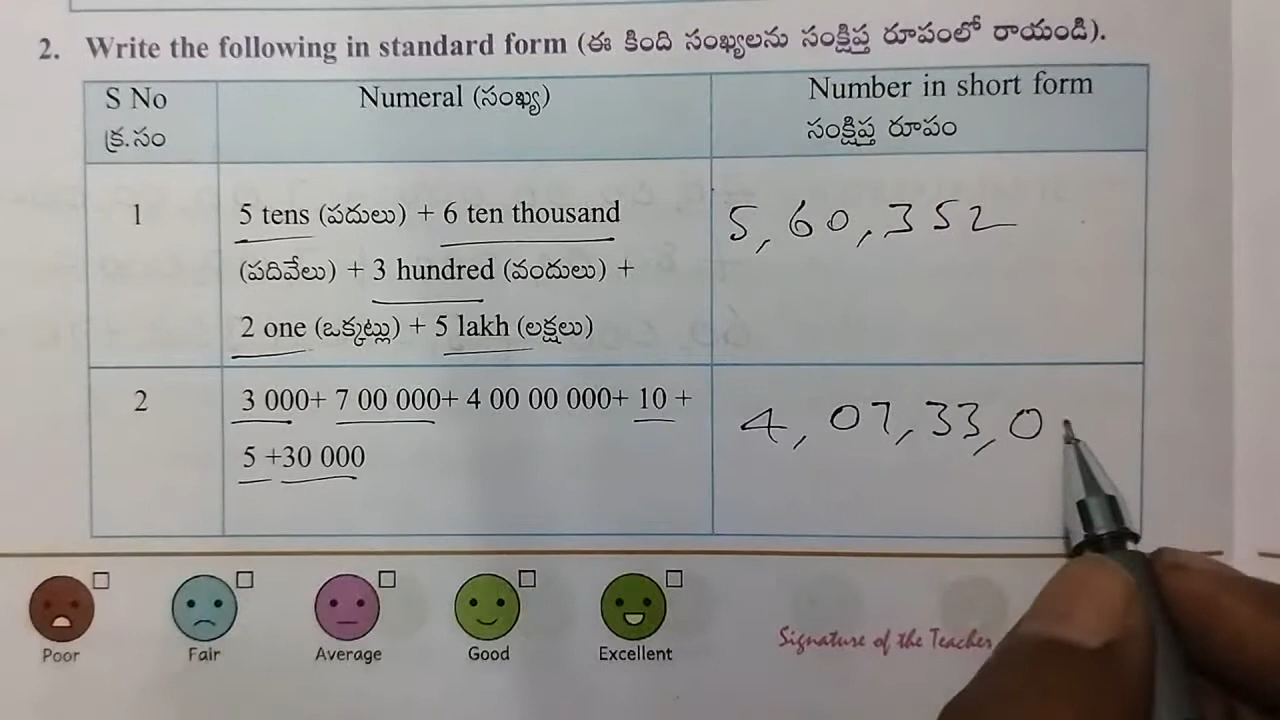 2. Write the following in standard form (ఈ కింది సంఖ్యలను సంక్షిప్త రూపంలో రాయండి).
S No
క్ర.సం
Numeral (సంఖ్య)
Number in short form
సంక్షిప్త రూపం
1
5 tens (పదులు) + 6 ten thousand
(పదివేలు) + 3 hundred (వందులు) +
2 one (ఒక్కట్లు) + 5 lakh (లక్షలు)
5,60,352
2
3 000+ 7 00 000+ 4 00 00 000+ 10 +
5 +30 000
4,07,33,0
Poor
Fair
Average
Good
Excellent
Signature of the Teacher